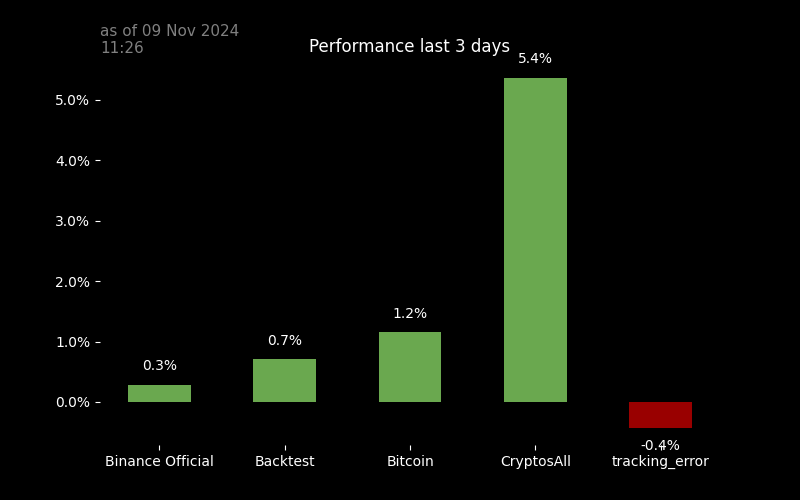 as of 09 Nov 2024
11:26
Performance last 3 days
5.4%
5.0%
4.0%
3.0%
2.0%
1.2%
1.0%
0.7%
0.3%
0.0%
-0.4%
Binance Official
Backtest
Bitcoin
CryptosAll
tracking_error